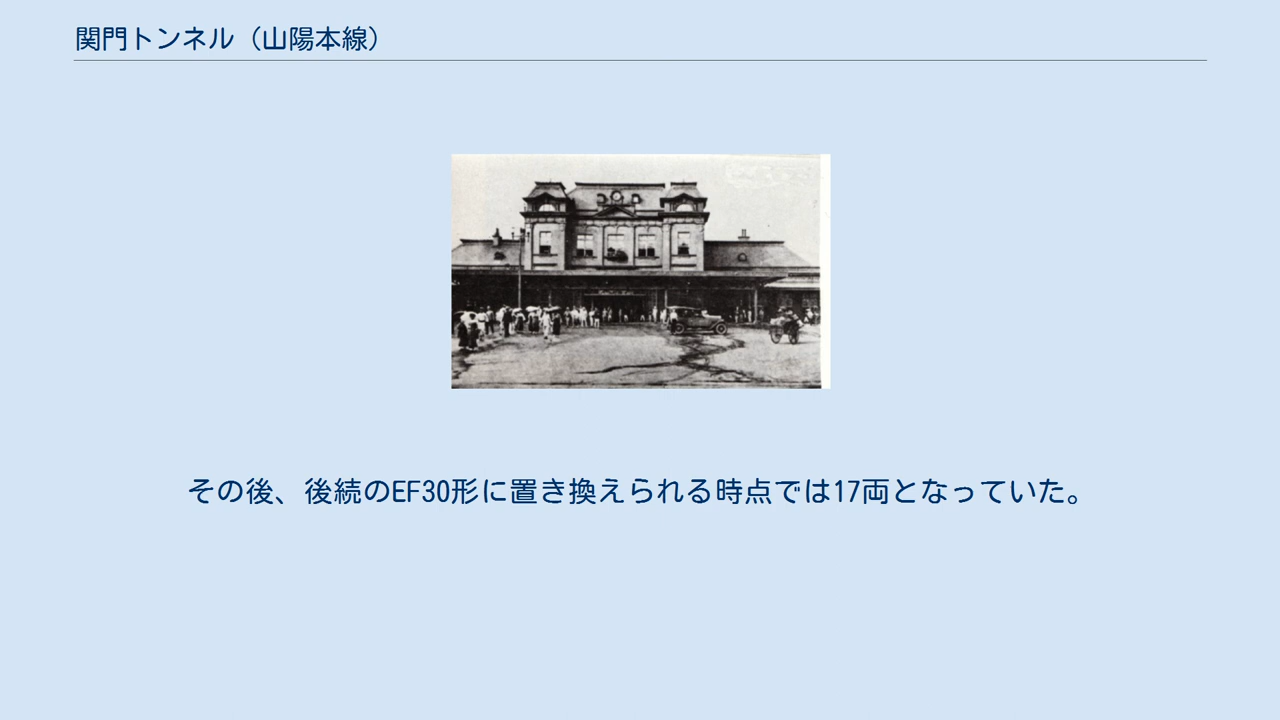 関門トンネル（山陽本線）
その後、後続のEF30形に置き換えられる時点では17両となっていた。